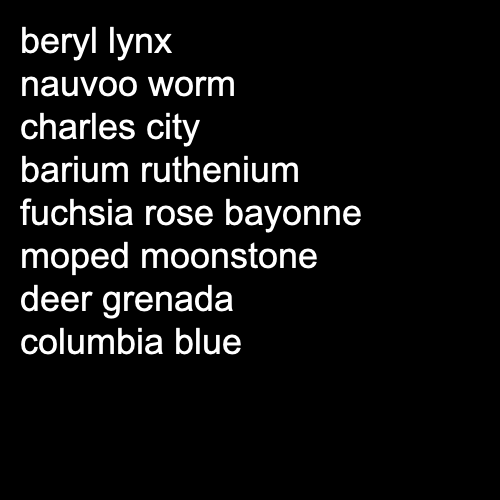 beryl lynx
nauvoo worm
charles city
barium ruthenium
fuchsia rose bayonne
moped moonstone
deer grenada
columbia blue